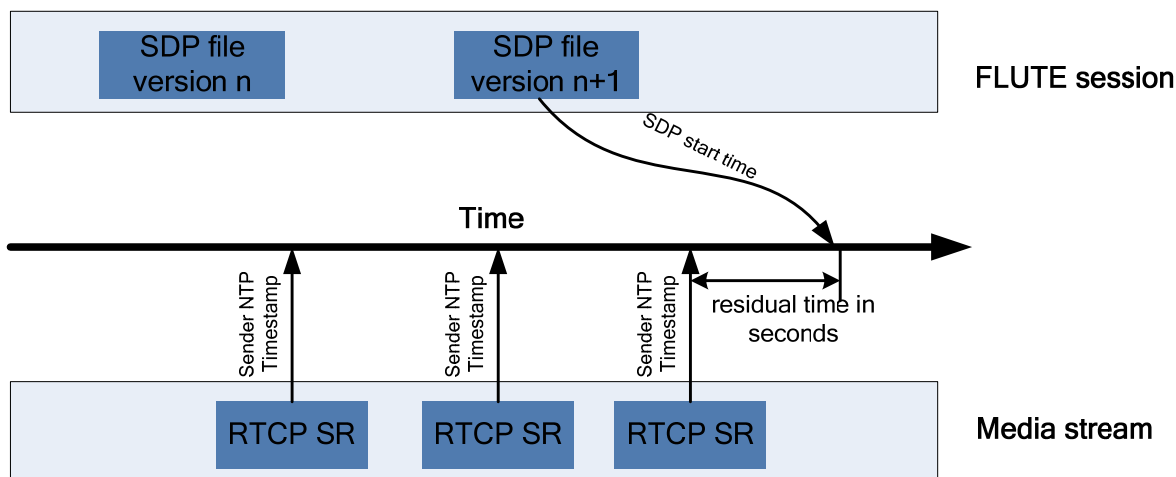 SDP file
version n
SDP file
version n+1
FLUTE session
SDP start time
Time
Sender NTP
Timestamp
Sender NTP
Timestamp
Sender NTP
Timestamp
residual time in
seconds
RTCP SR
RTCP SR
RTCP SR
Media stream